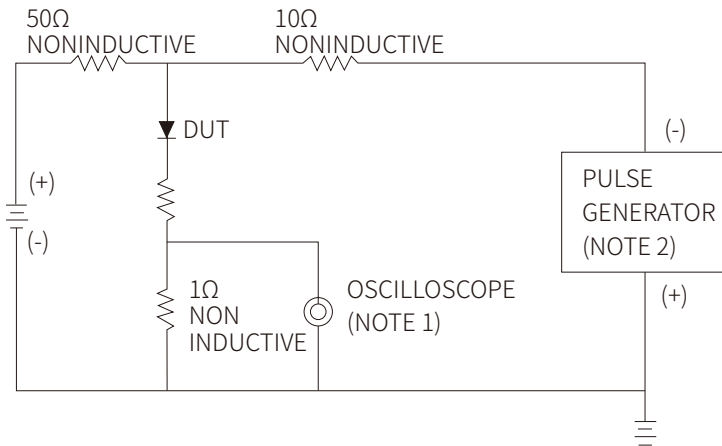 50Ω
NONINDUCTIVE
10Ω
NONINDUCTIVE
DUT
(+)
(-)
1Ω
NON
INDUCTIVE
OSCILLOSCOPE
(NOTE 1)
(-)
PULSE
GENERATOR
(NOTE 2)
(+)